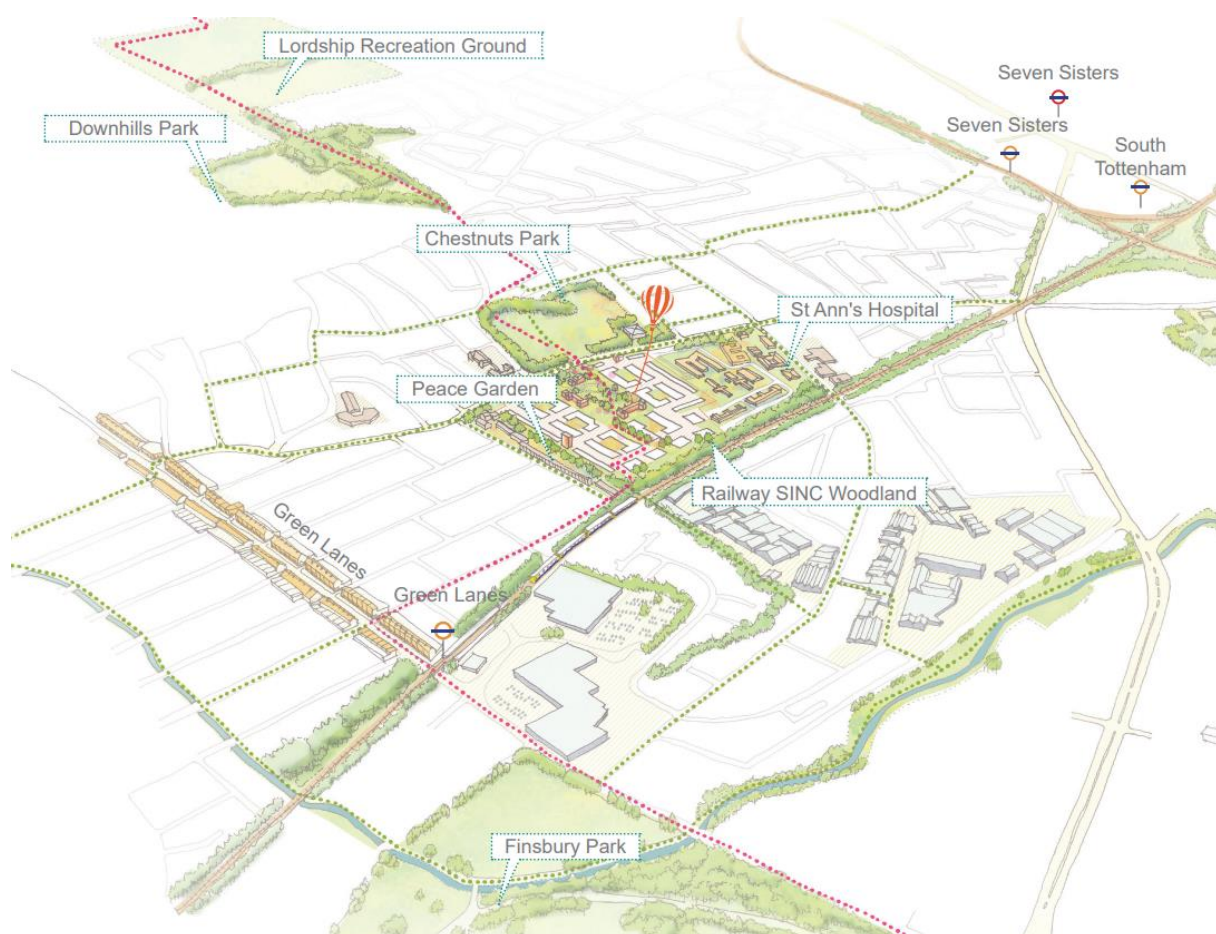 Lordship Recreation Ground
Seven Sisters
Downhills Park
Seven Sisters
South
Tottenham
Chestnuts Park
St Ann's Hospital
Peace Garden
Railway SINC Woodland
Green Lanes
Green Lanes
Finsbury Park